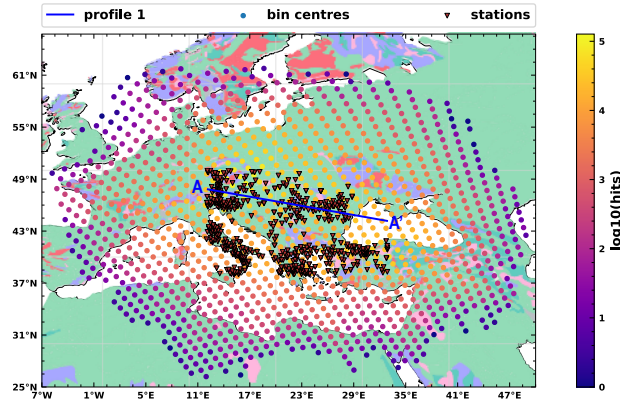 profile 1 bin centres stations
61°N
55°N
49°N
43°N
37°N
31°N
25°N
7°W 1°W 5°E 11°E 17°E 23°E 29°E 35°E 41°E 47°E
A
A'
5
4
3
2
1
0
log10(hits)